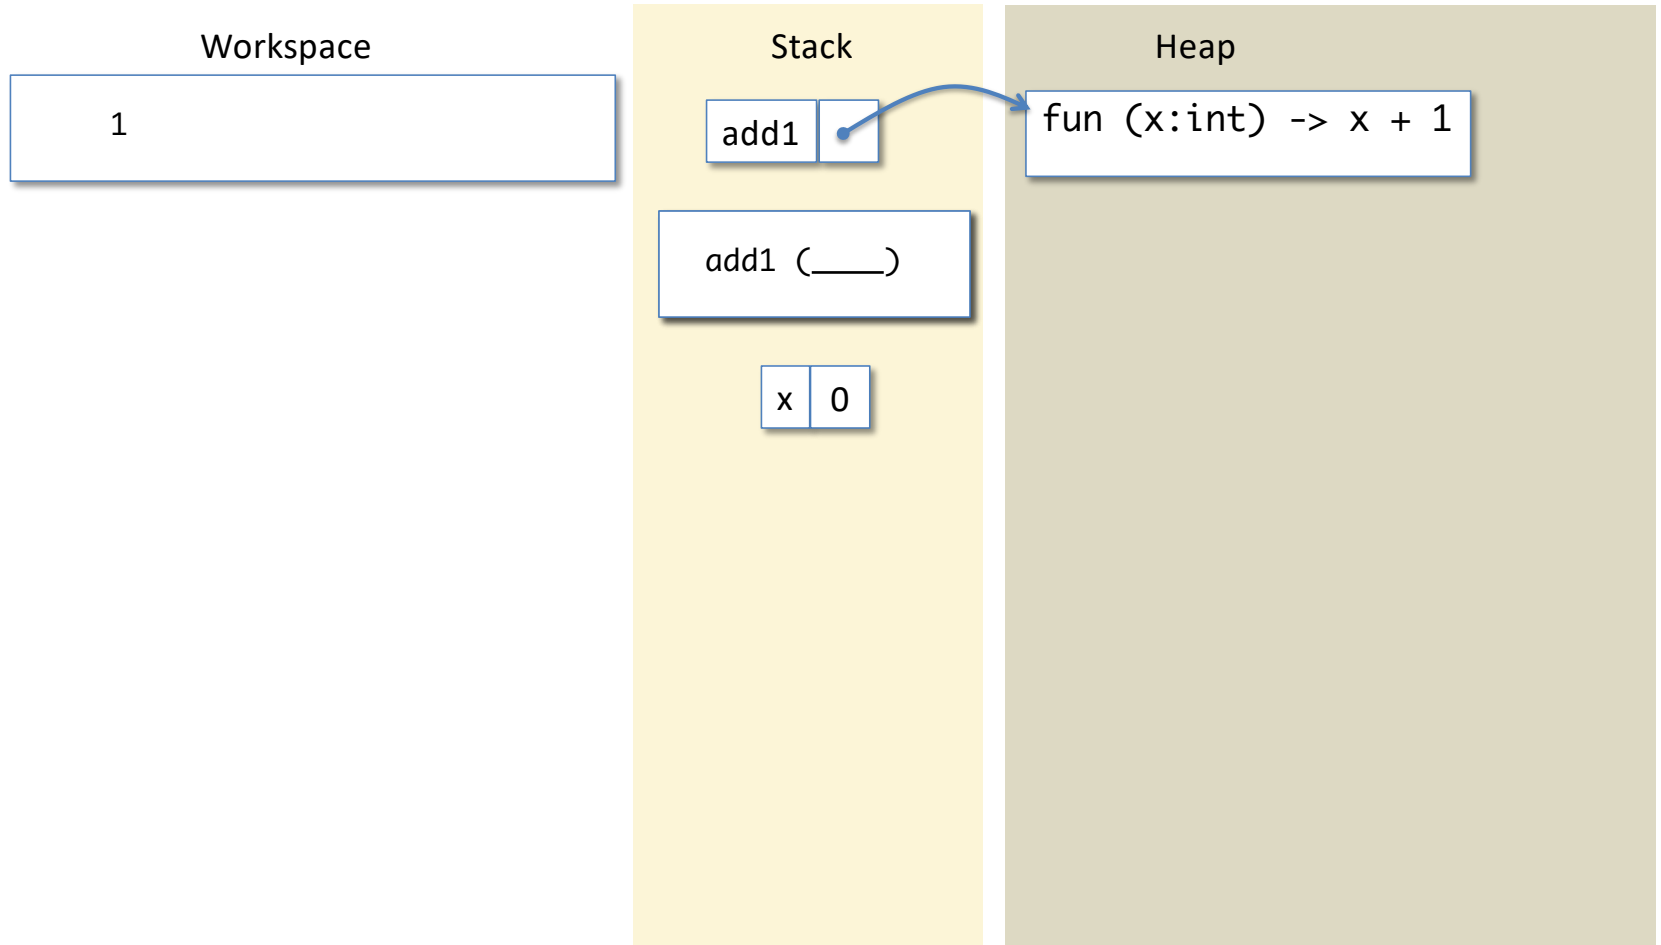 Workspace
Stack
Heap
1
add1
fun (x:int) -> x + 1
add1 (____)
x 0